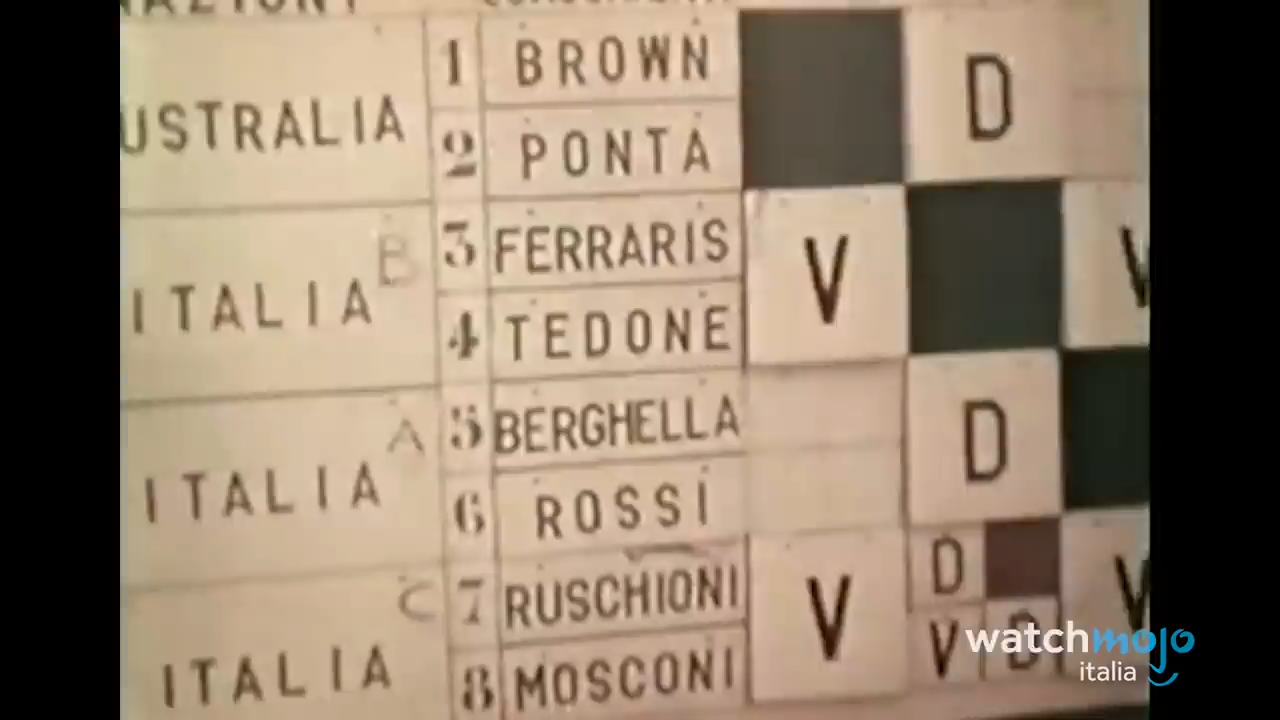 1 BROWN D
USTRALIA
2 PONTA
B 3 FERRARIS V V
ITALIA
4 TEDONE
A 5 BERGHELLA D
ITALIA
6 ROSSI
C 7 RUSCHIONI V D V
ITALIA
8 MOSCONI V D
watchmojo
italia